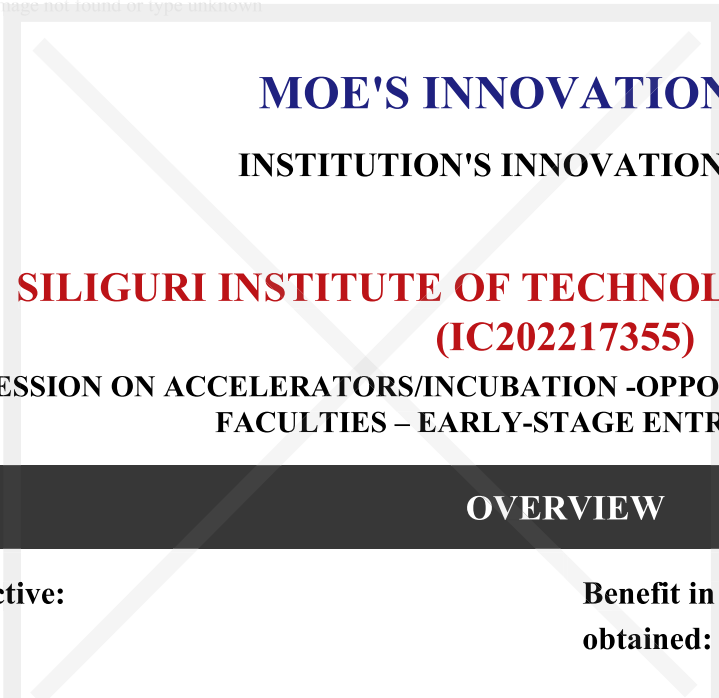 mage not found or type unknown
MOE'S INNOVATION
INSTITUTION'S INNOVATION
SILIGURI INSTITUTE OF TECHNOL
(IC202217355)
ESSION ON ACCELERATORS/INCUBATION -OPPO
FACULTIES – EARLY-STAGE ENTR
OVERVIEW
ctive:
Benefit in
obtained: